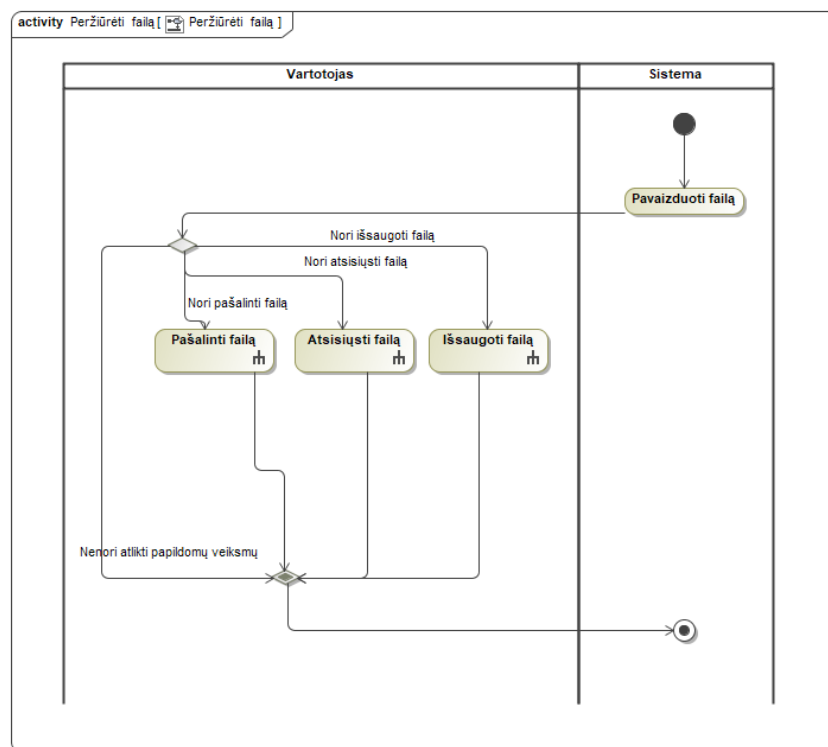 activity Peržiūrėti failą [ Peržiūrėti failą ]
Vartotojas
Sistema
Pavaizduoti failą
Nori išsaugoti failą
Nori atsisiųsti failą
Nori pašalinti failą
Pašalinti failą
Atsisiųsti failą
Išsaugoti failą
Nenori atlikti papildomų veiksmų